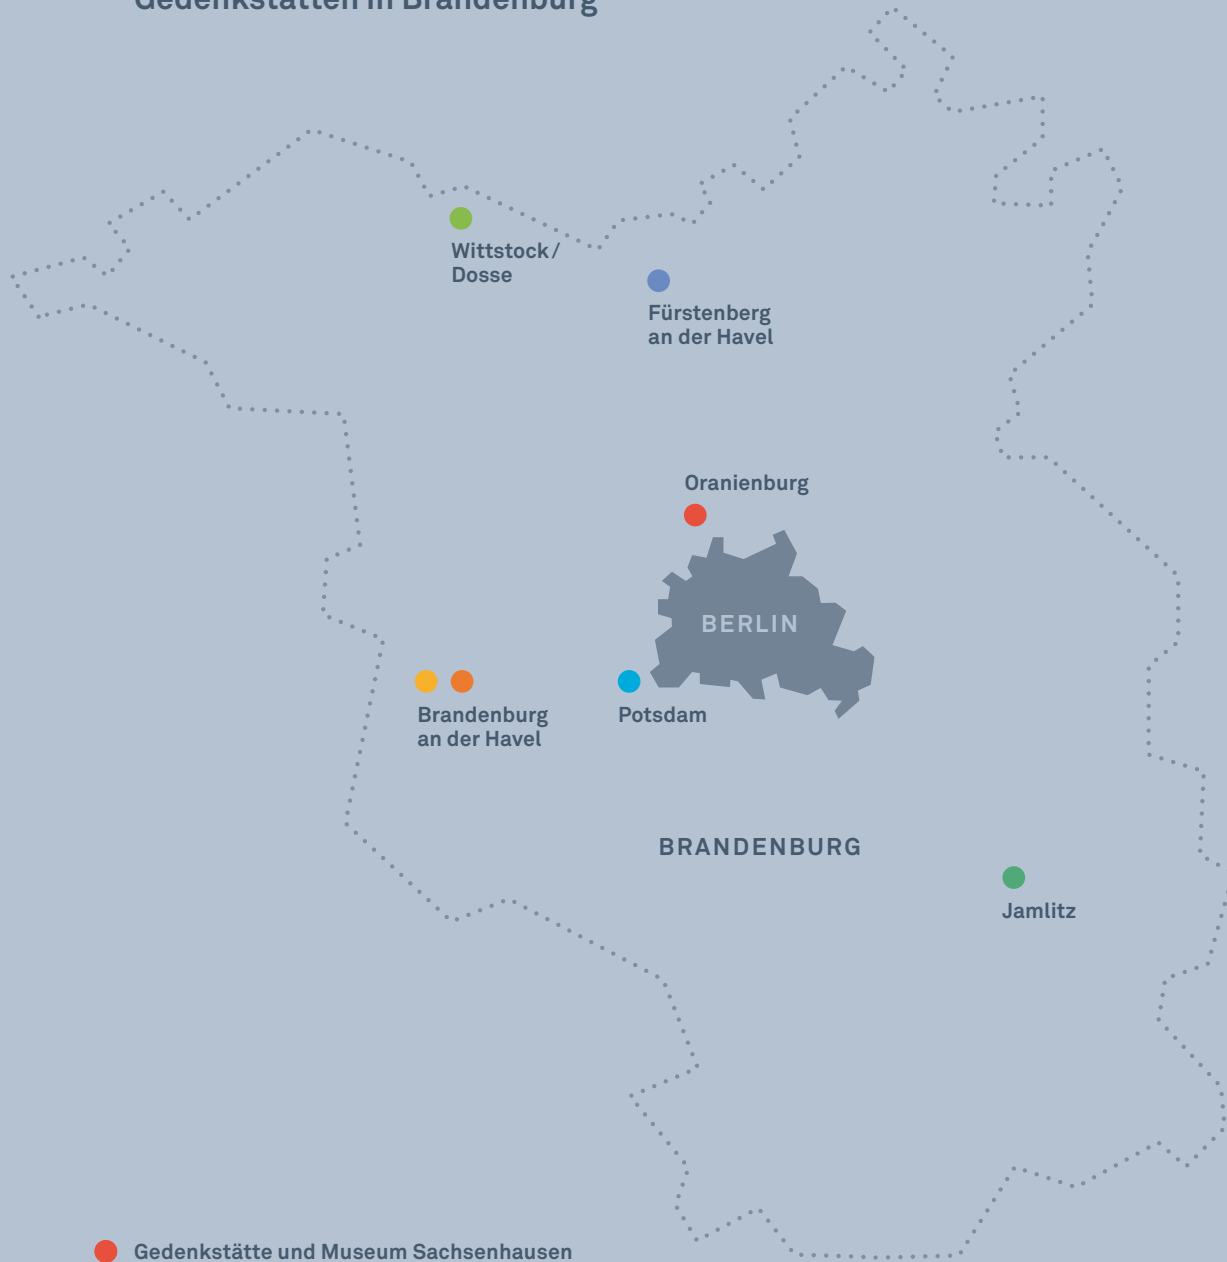 Gedenkstätten in Brandenburg
Wittstock/
Dosse
Fürstenberg
an der Havel
Oranienburg
BERLIN
Brandenburg
an der Havel
Potsdam
BRANDENBURG
Jamlitz
Gedenkstätte und Museum Sachsenhausen